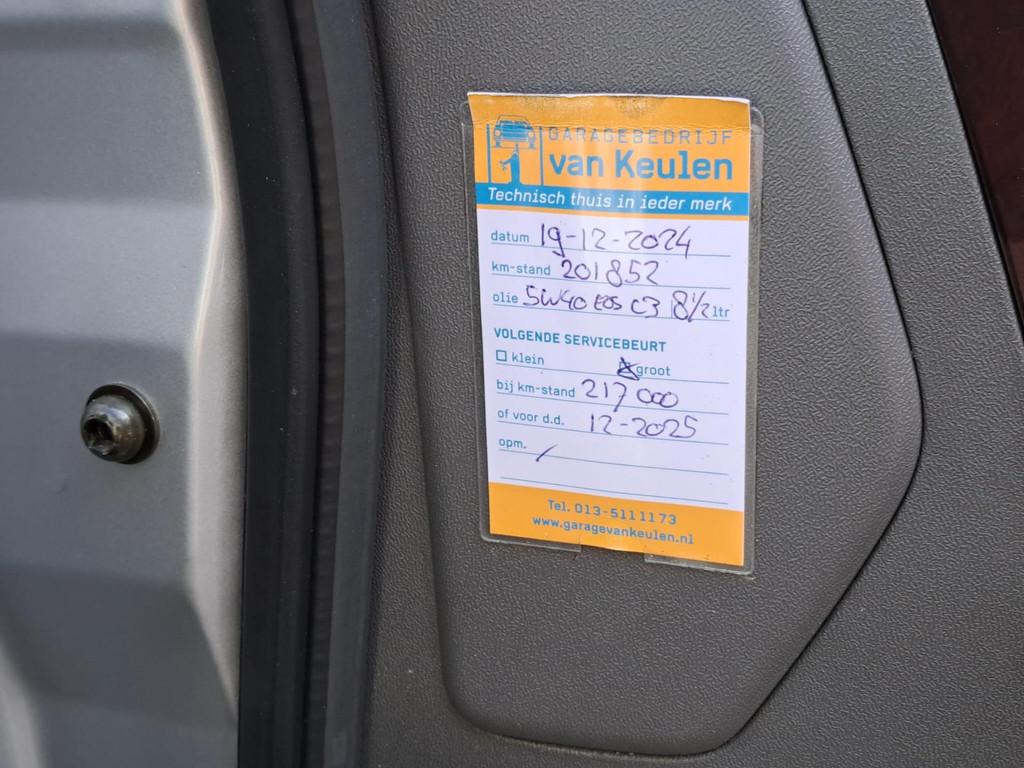 GARAGEBEDRIJF
van Keulen
Technisch thuis in ieder merk
datum 19-12-2024
km-stand 201852
olie 5W40 EOS C3 8 1/2 ltr
VOLGENDE SERVICEBEURT
klein groot
bij km-stand 217000
of voor d.d. 12-2025
opm. /
Tel. 013-5111173
www.garagevankeulen.nl